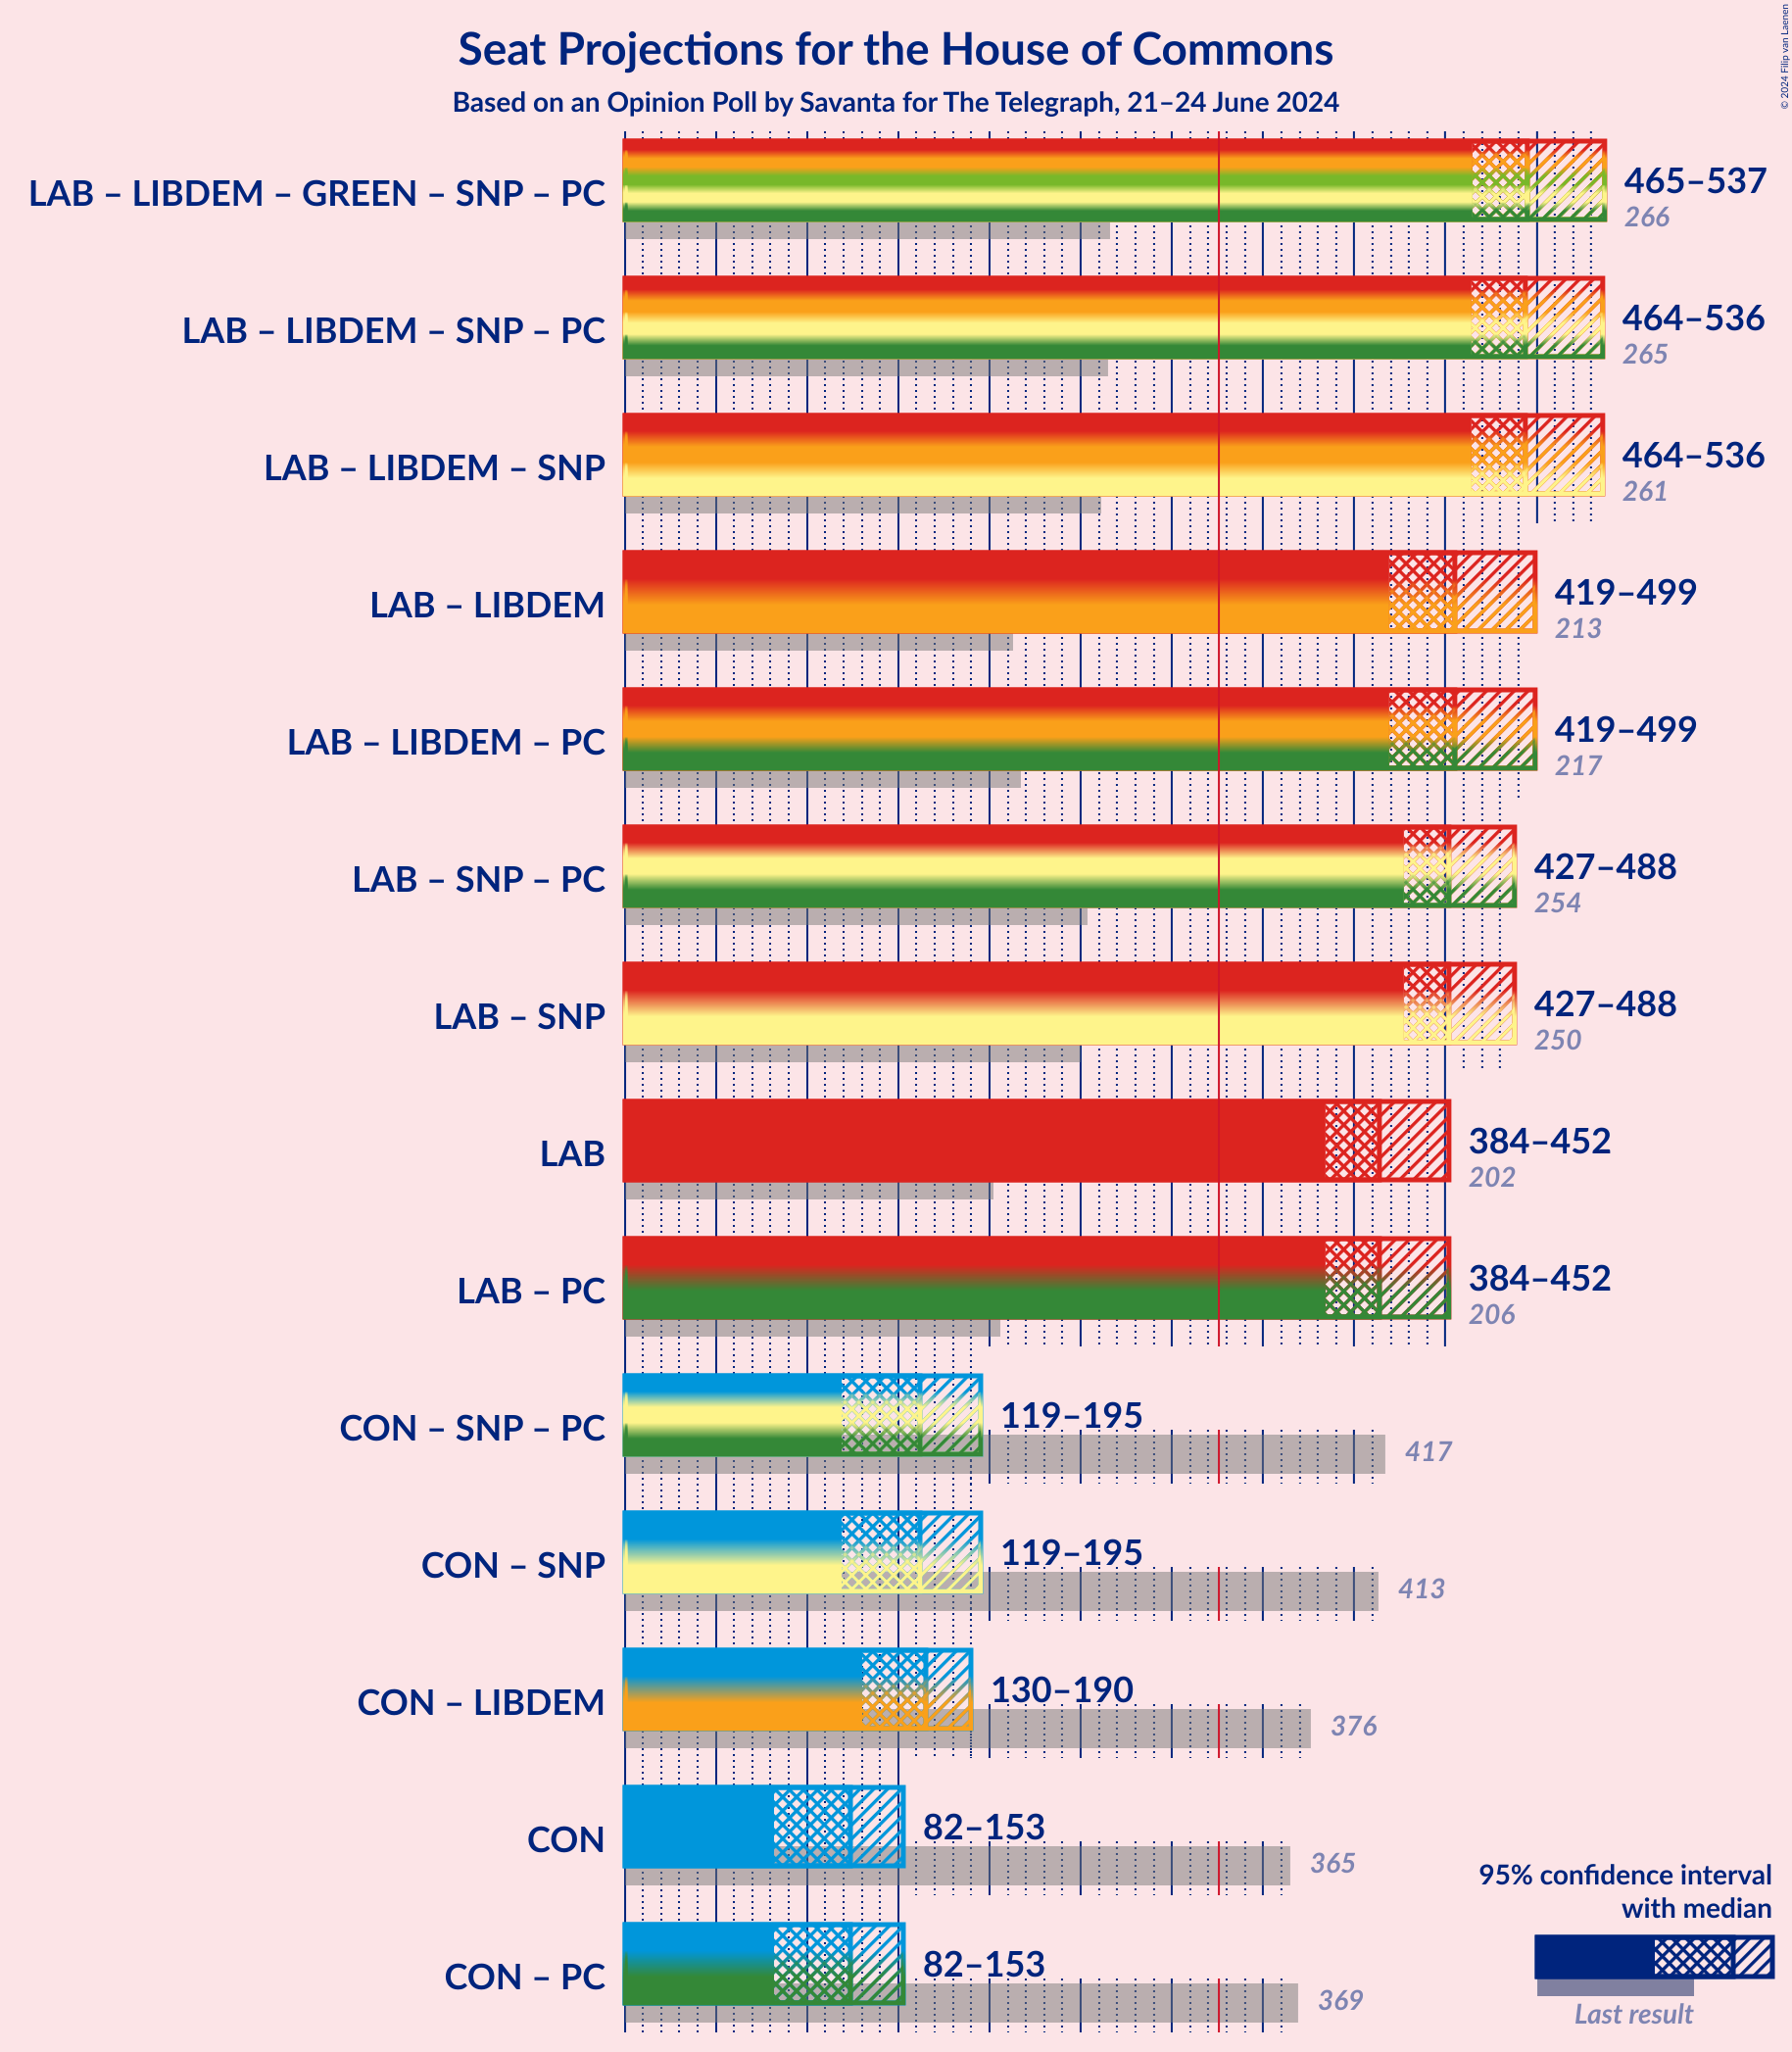 Seat Projections for the House of Commons
Based on an Opinion Poll by Savanta for The Telegraph, 21–24 June 2024
© 2024 Filip van Laenen
LAB – LIBDEM – GREEN – SNP – PC
465–537
266
LAB – LIBDEM – SNP – PC
464–536
265
LAB – LIBDEM – SNP
464–536
261
LAB – LIBDEM
419–499
213
LAB – LIBDEM – PC
419–499
217
LAB – SNP – PC
427–488
254
LAB – SNP
427–488
250
LAB
384–452
202
LAB – PC
384–452
206
CON – SNP – PC
119–195
417
CON – SNP
119–195
413
CON – LIBDEM
130–190
376
CON
82–153
365
CON – PC
82–153
369
95% confidence interval
with median
Last result